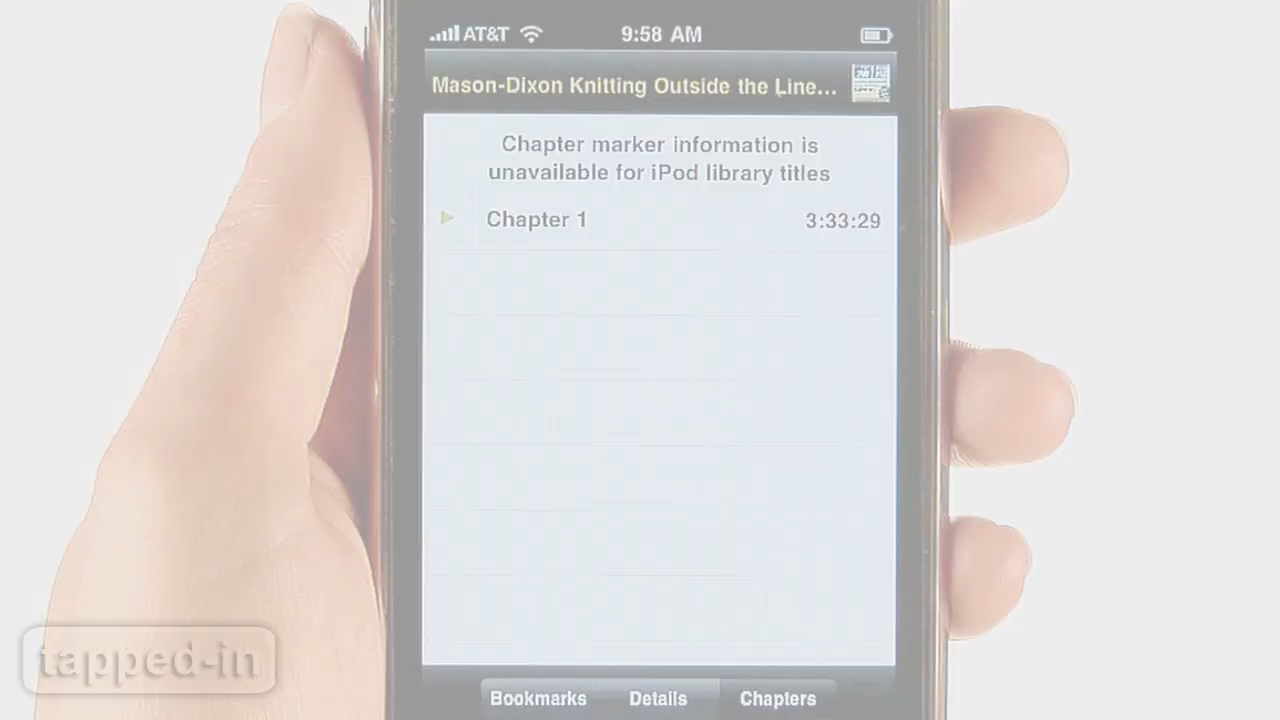 AT&T 9:58 AM
Mason-Dixon Knitting Outside the Line...
Chapter marker information is
unavailable for iPod library titles
Chapter 1 3:33:29
tapped-in
Bookmarks Details Chapters